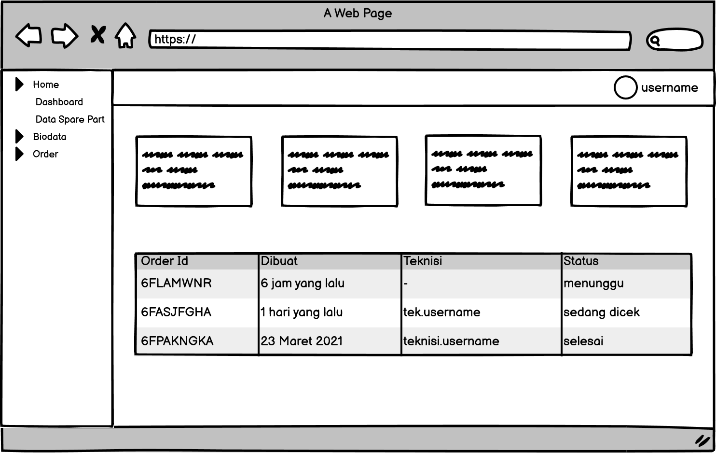 A Web Page
https://
username
Home
Dashboard
Data Spare Part
Biodata
Order
Order Id Dibuat Teknisi Status
6FLAMWNR 6 jam yang lalu - menunggu
6FASJFGHA 1 hari yang lalu tek.username sedang dicek
6FPAKNGKA 23 Maret 2021 teknisi.username selesai